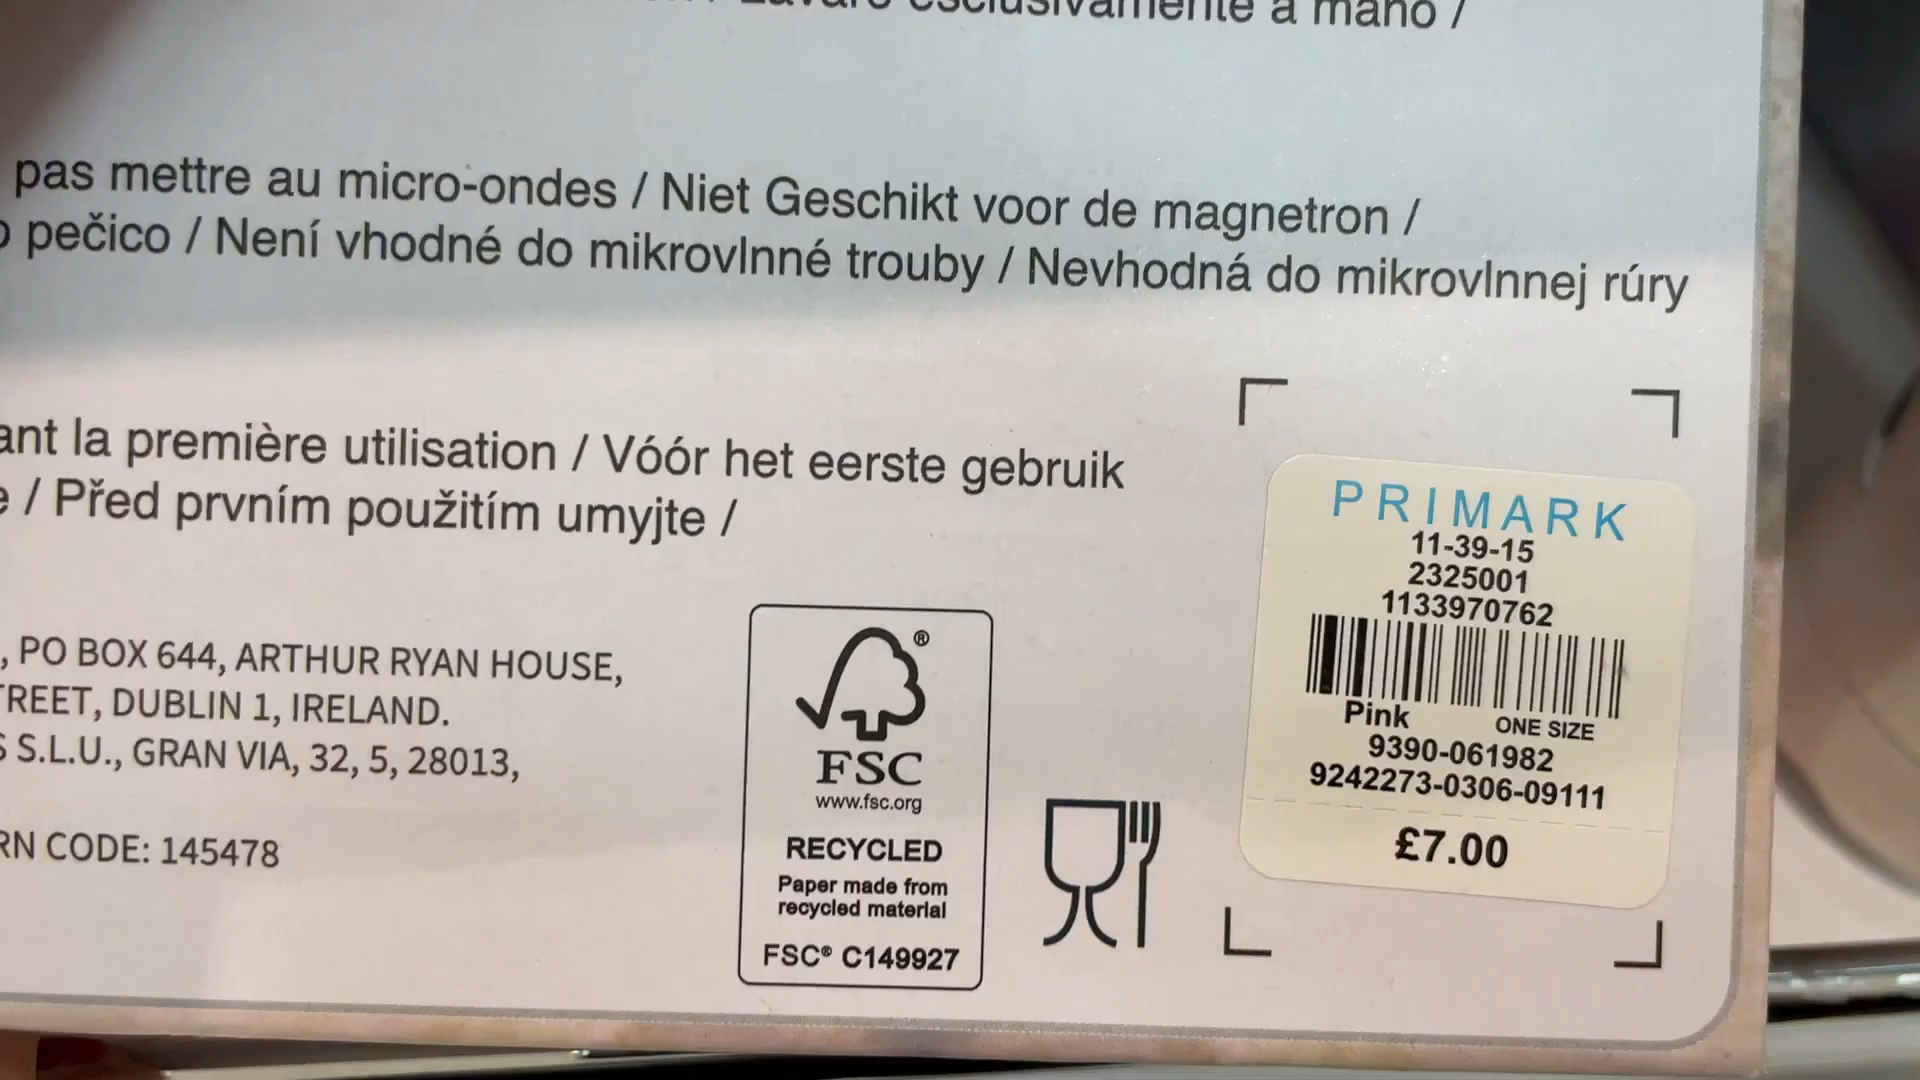 esclusivamente a mano /
pas mettre au micro-ondes / Niet Geschikt voor de magnetron /
pečico / Není vhodné do mikrovlnné trouby / Nevhodná do mikrovlnnej rúry
ant la première utilisation / Vóór het eerste gebruik
/ Před prvním použitím umyjte /
, PO BOX 644, ARTHUR RYAN HOUSE,
REET, DUBLIN 1, IRELAND.
S.L.U., GRAN VIA, 32, 5, 28013,
RN CODE: 145478
®
FSC
www.fsc.org
RECYCLED
Paper made from
recycled material
FSC® C149927
PRIMARK
11-39-15
2325001
1133970762
Pink ONE SIZE
9390-061982
9242273-0306-09111
£7.00